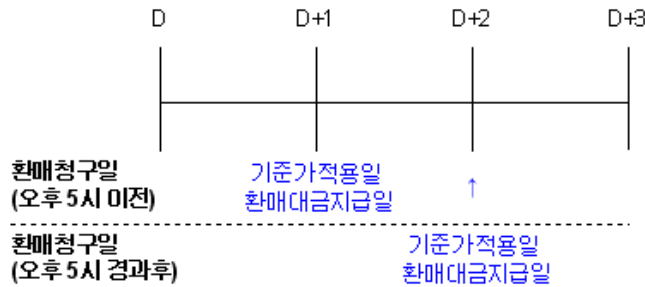 D D+1 D+2 D+3
환매청구일 기준가적용일
(오후 5시 이전) 환매대금지급일 ↑
환매청구일 기준가적용일
(오후 5시 경과후) 환매대금지급일